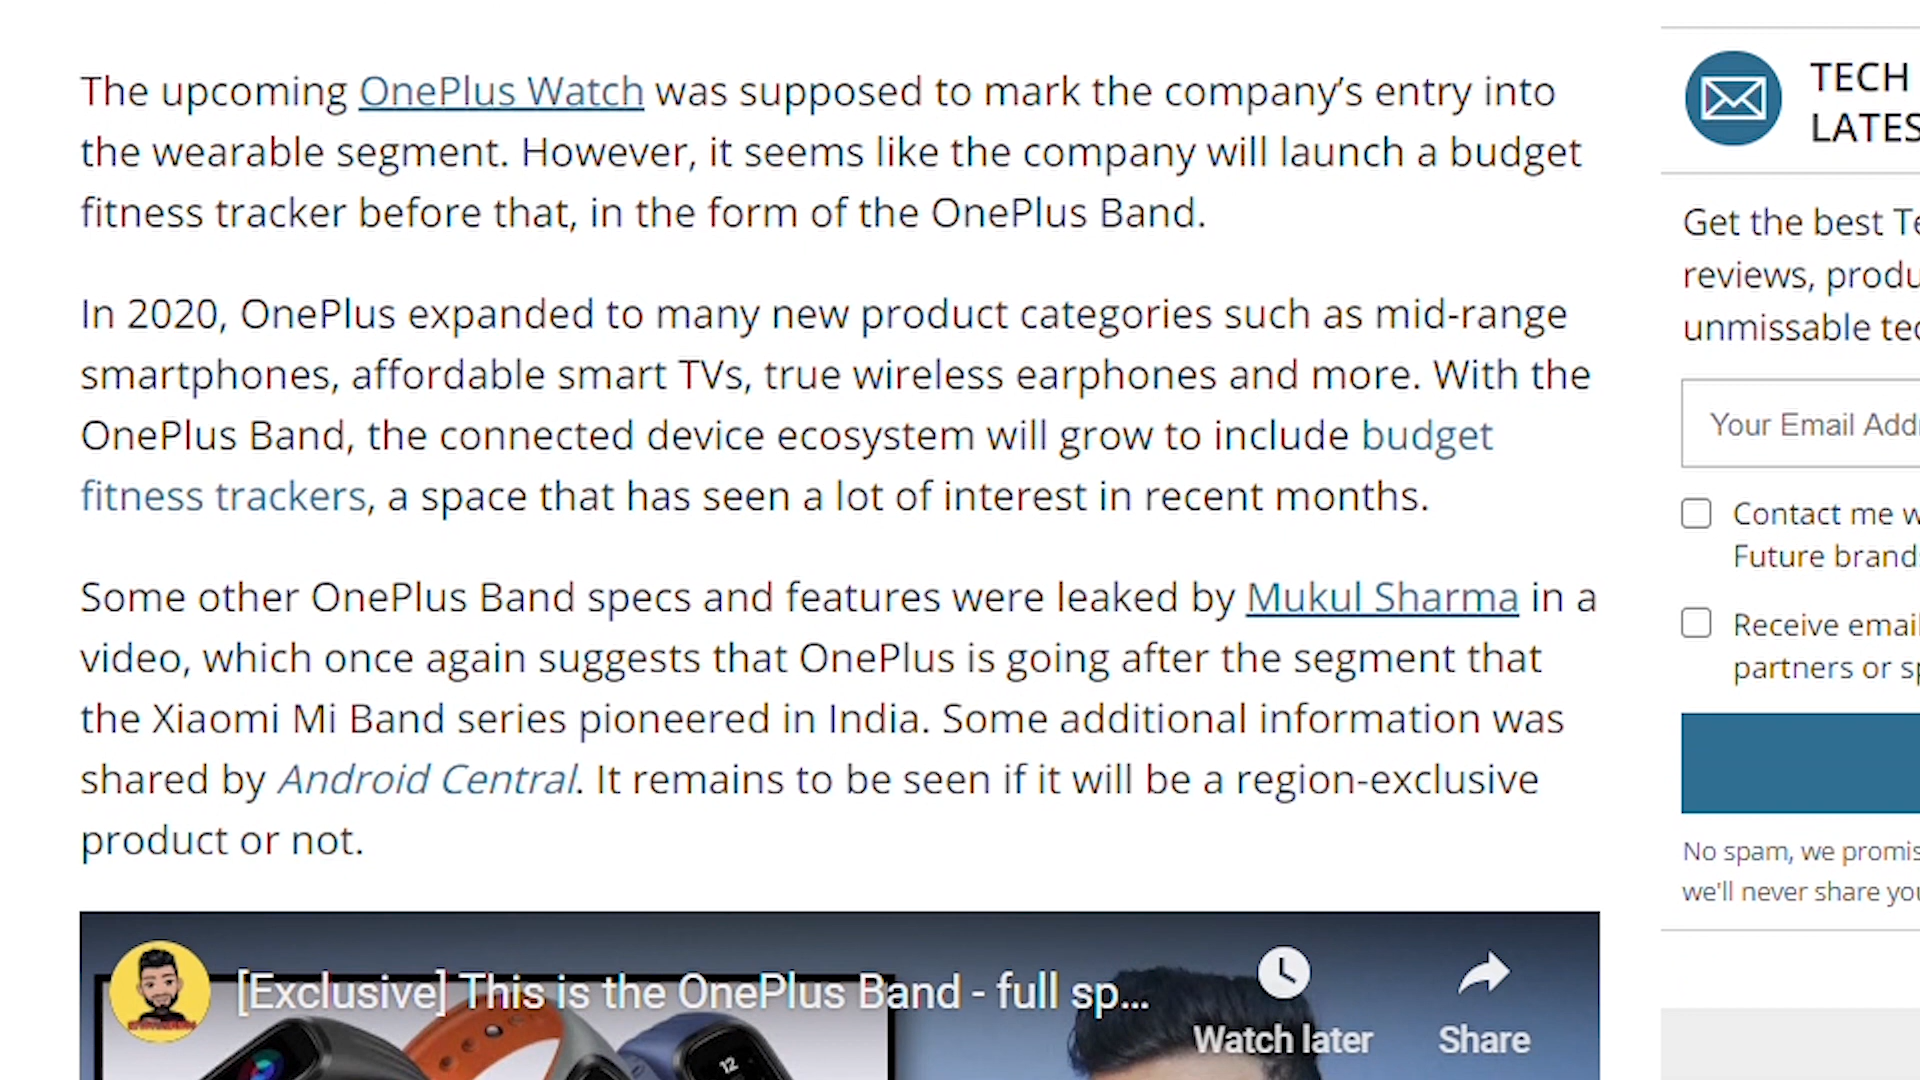 The upcoming OnePlus Watch was supposed to mark the company’s entry into
the wearable segment. However, it seems like the company will launch a budget
fitness tracker before that, in the form of the OnePlus Band.
In 2020, OnePlus expanded to many new product categories such as mid-range
smartphones, affordable smart TVs, true wireless earphones and more. With the
OnePlus Band, the connected device ecosystem will grow to include budget
fitness trackers, a space that has seen a lot of interest in recent months.
Some other OnePlus Band specs and features were leaked by Mukul Sharma in a
video, which once again suggests that OnePlus is going after the segment that
the Xiaomi Mi Band series pioneered in India. Some additional information was
shared by Android Central. It remains to be seen if it will be a region-exclusive
product or not.
[Exclusive] This is the OnePlus Band - full sp...
Watch later
Share
12
TECH
LATES
Get the best Te
reviews, produ
unmissable tec
Your Email Add
Contact me w
Future brand
Receive email
partners or sp
No spam, we promis
we'll never share you